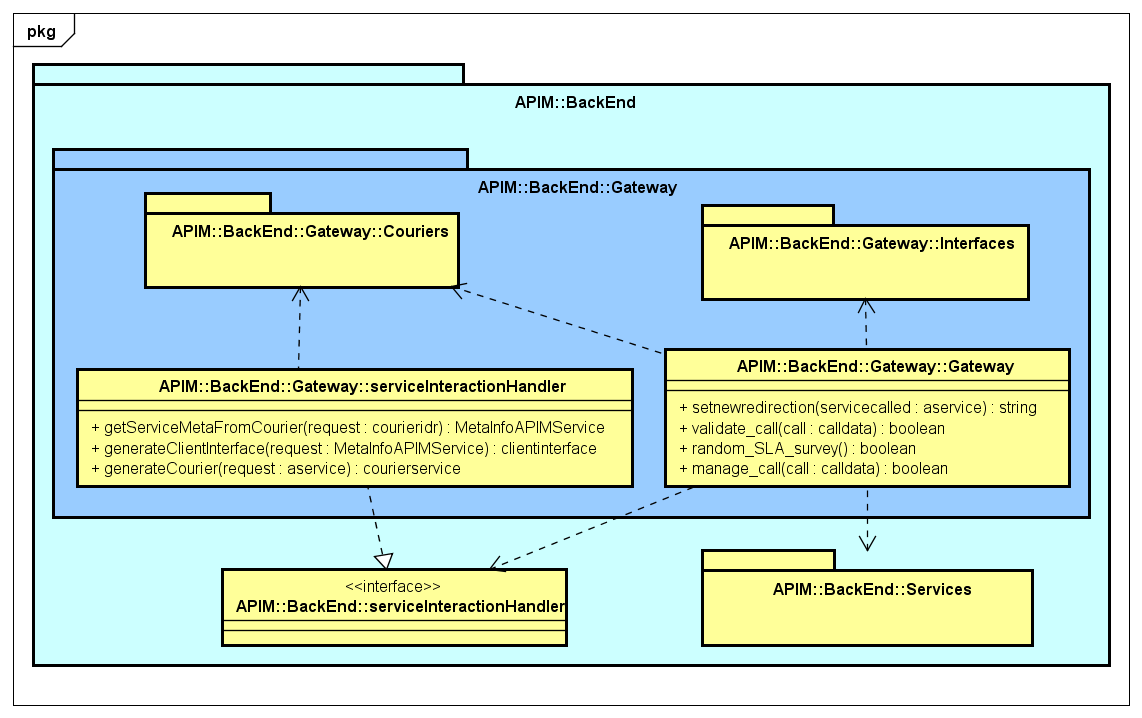 pkg
APIM::BackEnd
APIM::BackEnd::Gateway
APIM::BackEnd::Gateway::Couriers
APIM::BackEnd::Gateway::Interfaces
APIM::BackEnd::Gateway::serviceInteractionHandler
+ getServiceMetaFromCourier(request : courieridr) : MetaInfoAPIMService
+ generateClientInterface(request : MetaInfoAPIMService) : clientinterface
+ generateCourier(request : aservice) : courierservice
APIM::BackEnd::Gateway::Gateway
+ setnewredirection(servicecalled : aservice) : string
+ validate_call(call : calldata) : boolean
+ random_SLA_survey() : boolean
+ manage_call(call : calldata) : boolean
<<interface>>
APIM::BackEnd::serviceInteractionHandler
APIM::BackEnd::Services